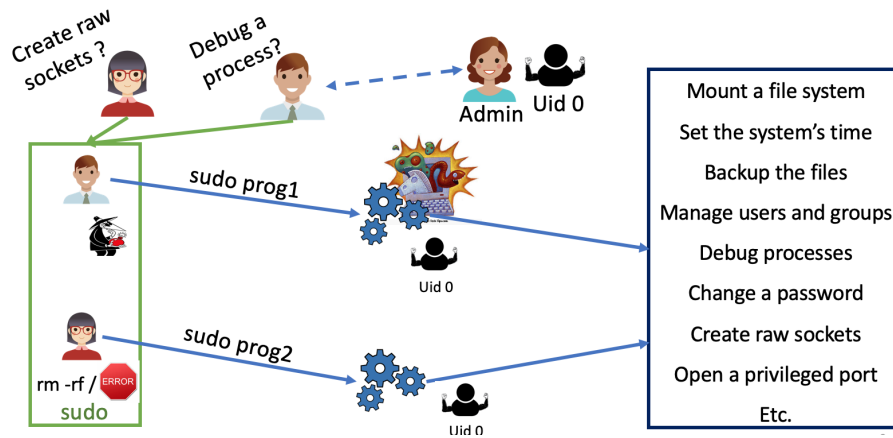 Create raw
sockets ?
Debug a
process?
Admin
Uid 0
sudo prog1
Uid 0
sudo prog2
Uid 0
rm -rf /
ERROR
sudo
Mount a file system
Set the system's time
Backup the files
Manage users and groups
Debug processes
Change a password
Create raw sockets
Open a privileged port
Etc.